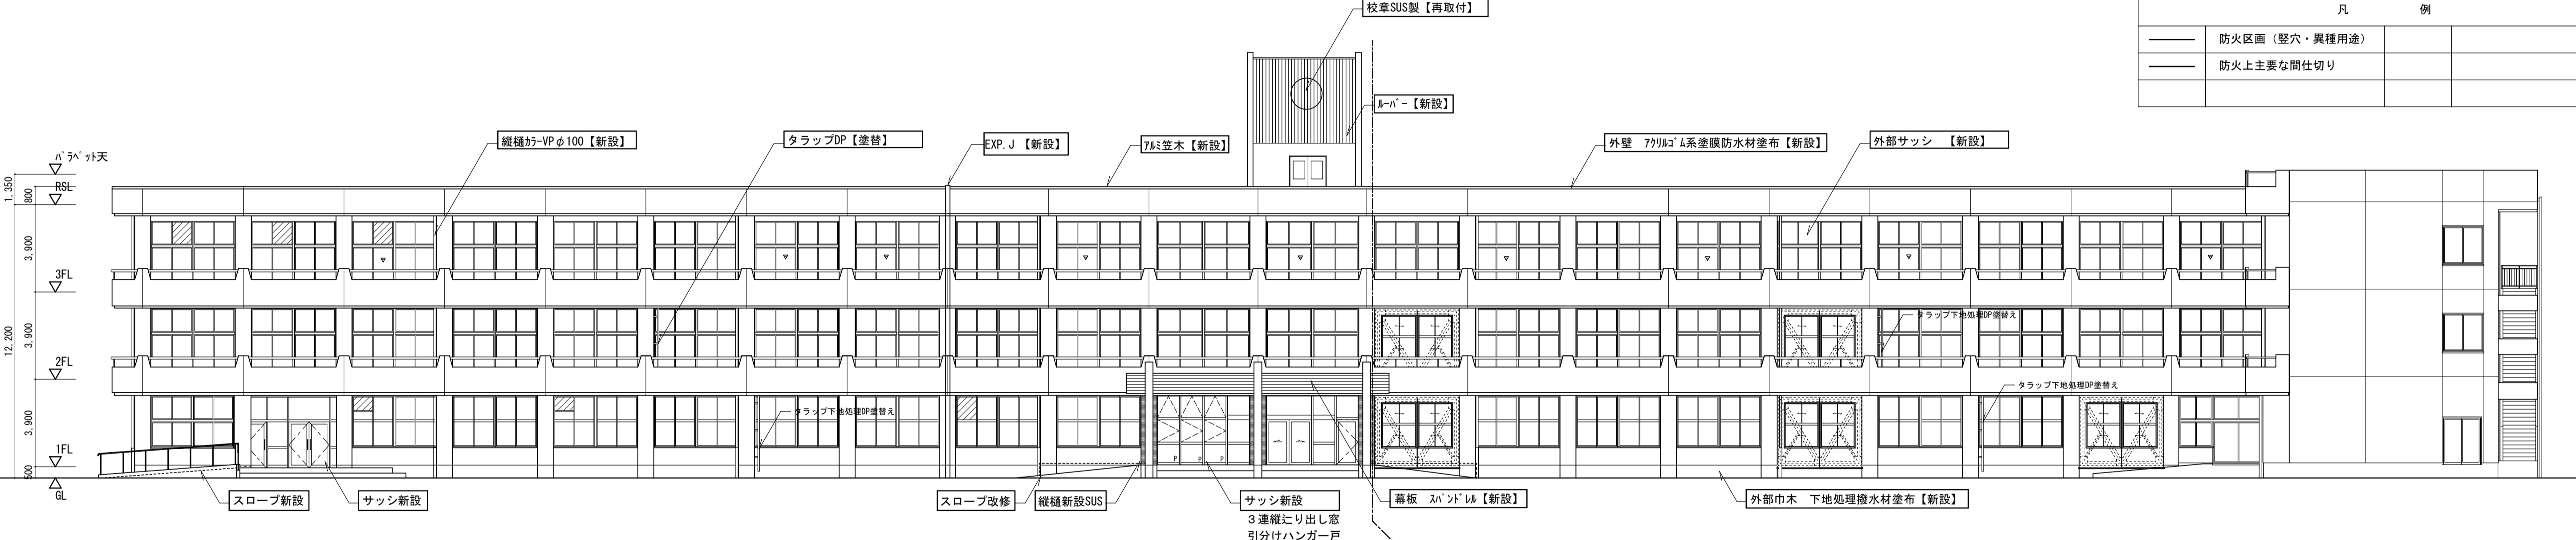 校章SUS製【再取付】
凡　例
防火区画（竪穴・異種用途）
防火上主要な間仕切り
ﾙｰﾊﾞｰ【新設】
縦樋ｶﾗｰVPφ100【新設】
タラップDP【塗替】
EXP.J 【新設】
ｱﾙﾐ笠木【新設】
外壁　ｱｸﾘﾙｺﾞﾑ系塗膜防水材塗布【新設】
外部サッシ　【新設】
ﾊﾟﾗﾍﾟｯﾄ天
RSL
3FL
2FL
1FL
GL
1,350
800
3,900
3,900
3,900
12,200
500
タラップ下地処理DP塗替え
タラップ下地処理DP塗替え
タラップ下地処理DP塗替え
P
P
P
スロープ新設
サッシ新設
スロープ改修
縦樋新設SUS
サッシ新設
３連縦辷り出し窓
引分けハンガー戸
幕板　ｽﾊﾟﾝﾄﾞﾚﾙ【新設】
外部巾木　下地処理撥水材塗布【新設】